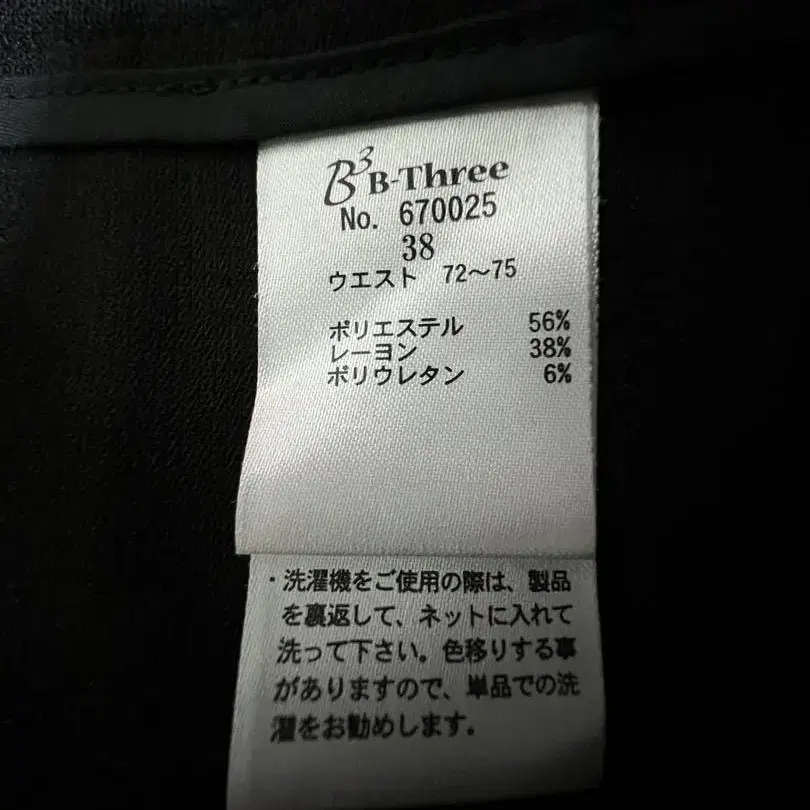 B3 B-Three
No. 670025
38
ウエスト 72〜75
ポリエステル 56%
レーヨン 38%
ポリウレタン 6%
・洗濯機をご使用の際は、製品
を裏返して、ネットに入れて
洗って下さい。色移りする事
がありますので、単品での洗
濯をお勧めします。